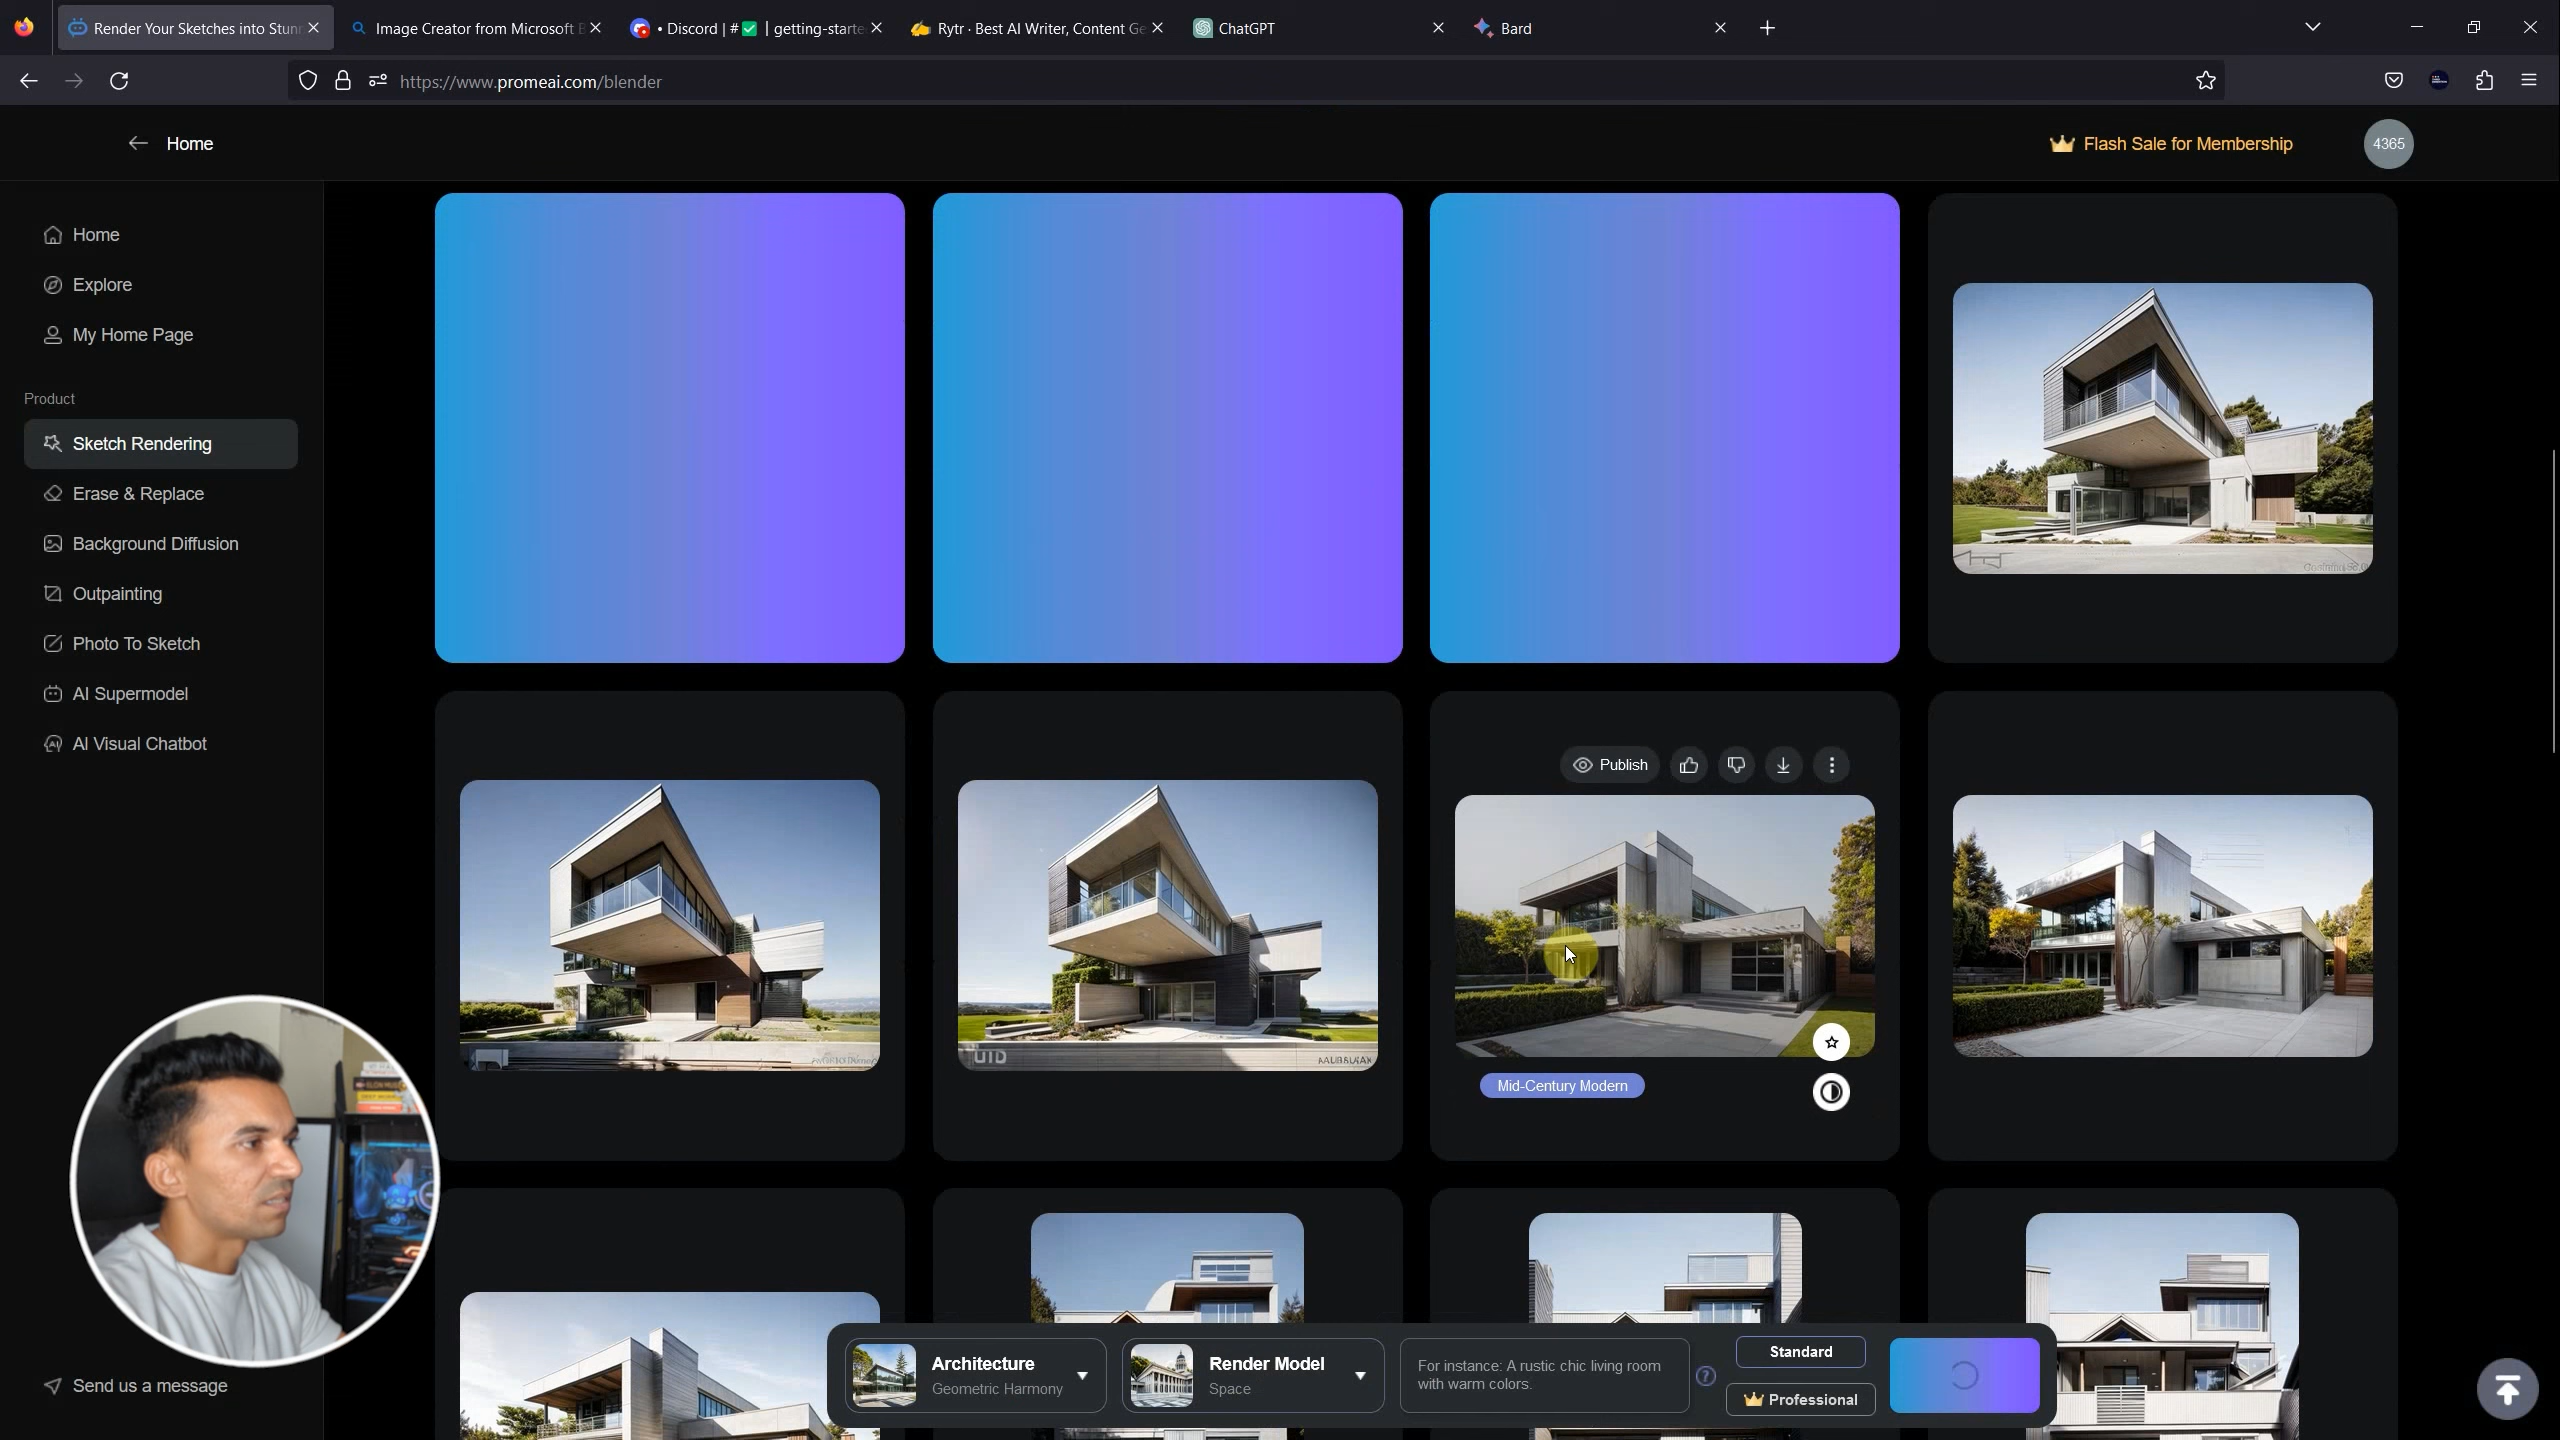 Render Your Sketches into Stunn
Image Creator from Microsoft B
• Discord | #✅ | getting-starte
Rytr · Best AI Writer, Content Ge
ChatGPT
Bard
https://www.promeai.com/blender
Home
Flash Sale for Membership
4365
Home
Explore
My Home Page
Product
Sketch Rendering
Erase & Replace
Background Diffusion
Outpainting
Photo To Sketch
AI Supermodel
AI Visual Chatbot
Publish
Mid-Century Modern
Architecture
Geometric Harmony
Render Model
Space
For instance: A rustic chic living room
with warm colors.
?
Standard
Professional
Send us a message